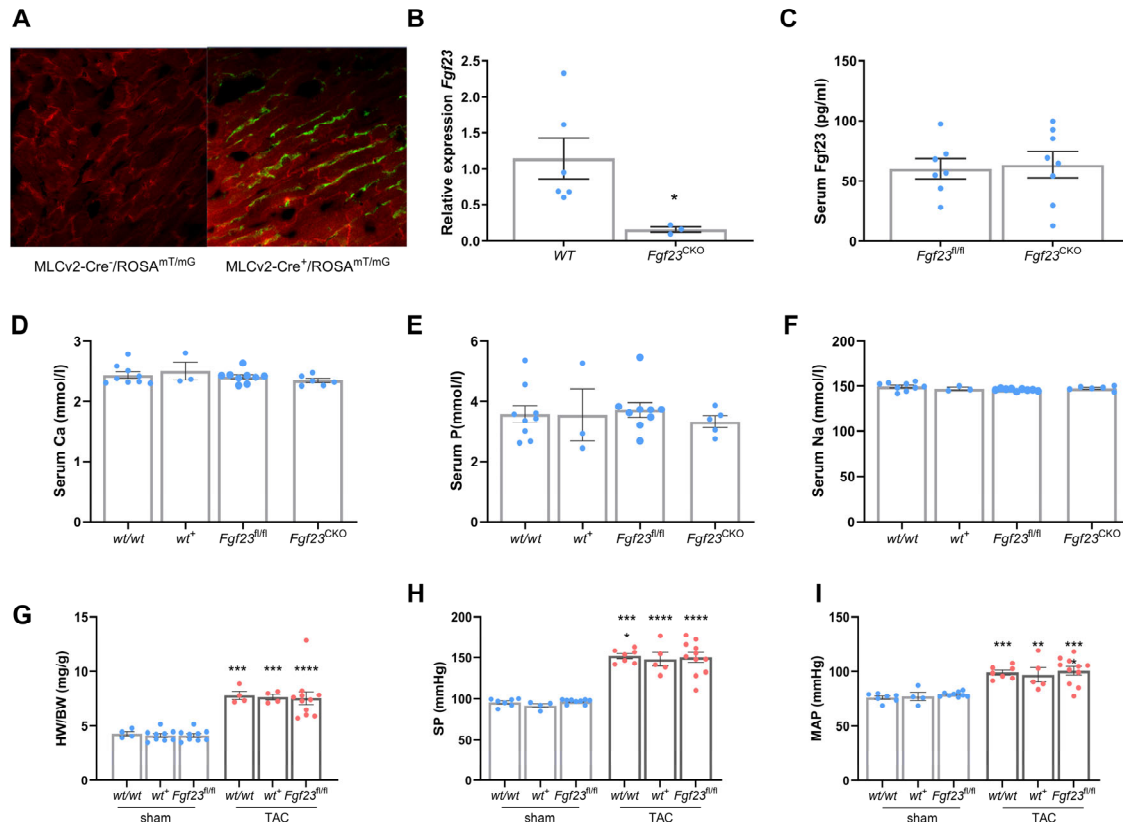 A
MLCv2-Cre⁻/ROSAᵐᵀ/ᵐᴳ
MLCv2-Cre⁺/ROSAᵐᵀ/ᵐᴳ
B
Relative expression Fgf23
2.5
2.0
1.5
1.0
0.5
0.0
*
WT
Fgf23ᶜᴷᴼ
C
Serum Fgf23 (pg/ml)
150
100
50
0
Fgf23ᶠˡ/ᶠˡ
Fgf23ᶜᴷᴼ
D
Serum Ca (mmol/l)
3
2
1
0
wt/wt
wt⁺
Fgf23ᶠˡ/ᶠˡ
Fgf23ᶜᴷᴼ
E
Serum P(mmol/l)
6
4
2
0
wt/wt
wt⁺
Fgf23ᶠˡ/ᶠˡ
Fgf23ᶜᴷᴼ
F
Serum Na (mmol/l)
200
150
100
50
0
wt/wt
wt⁺
Fgf23ᶠˡ/ᶠˡ
Fgf23ᶜᴷᴼ
G
HW/BW (mg/g)
15
10
5
0
*** *** ****
wt/wt wt⁺ Fgf23ᶠˡ/ᶠˡ wt/wt wt⁺ Fgf23ᶠˡ/ᶠˡ
sham TAC
H
SP (mmHg)
200
150
100
50
0
*** **** ****
*
wt/wt wt⁺ Fgf23ᶠˡ/ᶠˡ wt/wt wt⁺ Fgf23ᶠˡ/ᶠˡ
sham TAC
I
MAP (mmHg)
150
100
50
0
*** ** ***
*
wt/wt wt⁺ Fgf23ᶠˡ/ᶠˡ wt/wt wt⁺ Fgf23ᶠˡ/ᶠˡ
sham TAC